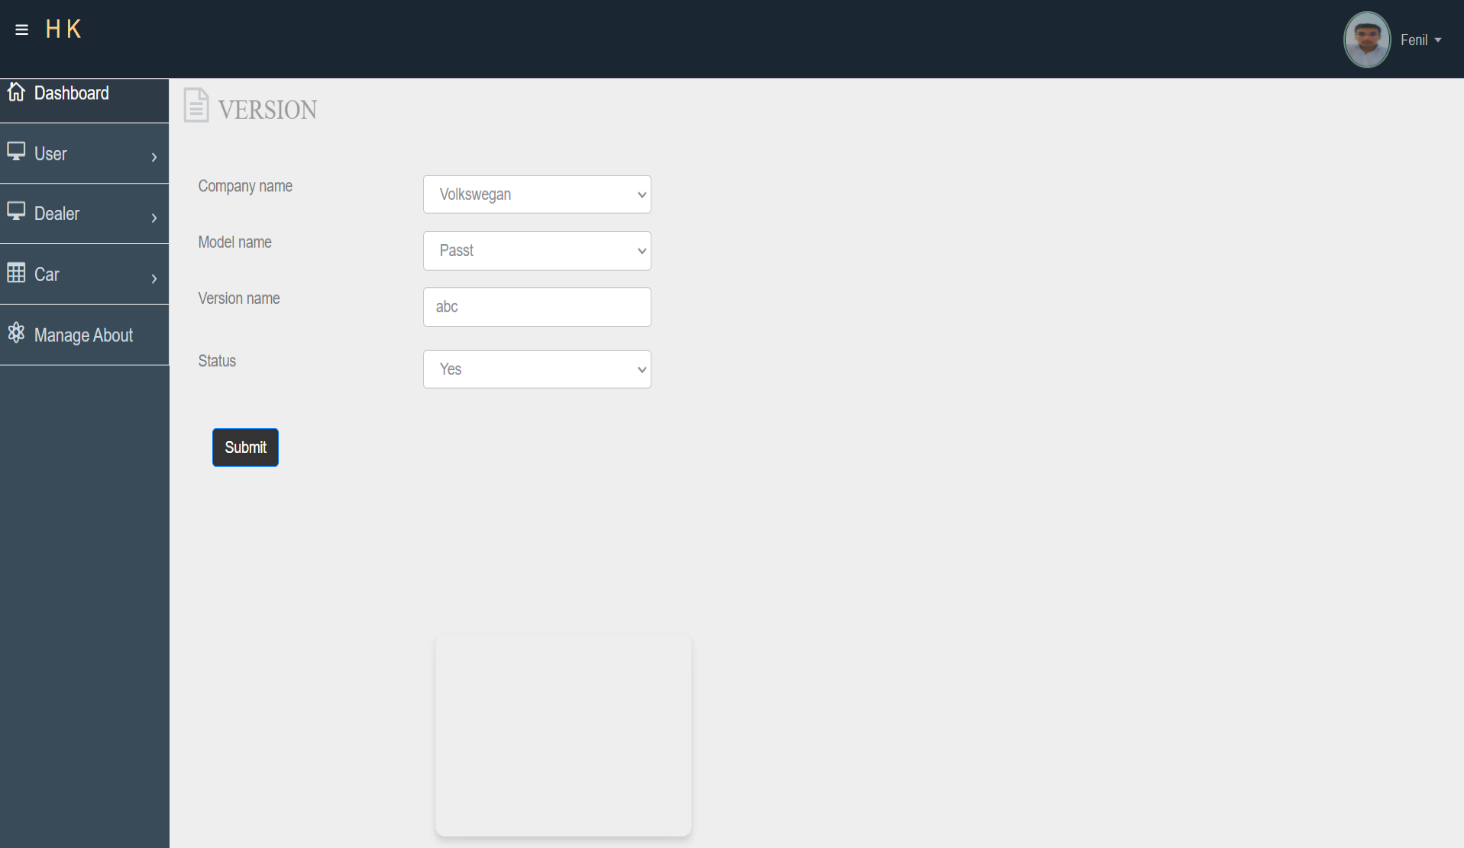 H K
Fenil
Dashboard
User
Dealer
Car
Manage About
VERSION
Company name
Volkswegan
Model name
Passt
Version name
abc
Status
Yes
Submit